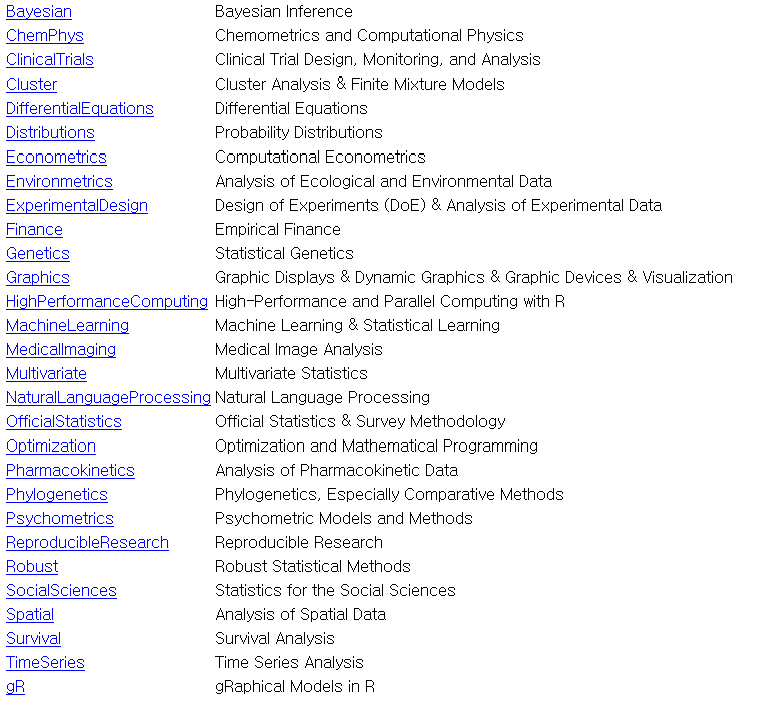 Bayesian Bayesian Inference
ChemPhys Chemometrics and Computational Physics
ClinicalTrials Clinical Trial Design, Monitoring, and Analysis
Cluster Cluster Analysis & Finite Mixture Models
DifferentialEquations Differential Equations
Distributions Probability Distributions
Econometrics Computational Econometrics
Environmetrics Analysis of Ecological and Environmental Data
ExperimentalDesign Design of Experiments (DoE) & Analysis of Experimental Data
Finance Empirical Finance
Genetics Statistical Genetics
Graphics Graphic Displays & Dynamic Graphics & Graphic Devices & Visualization
HighPerformanceComputing High-Performance and Parallel Computing with R
MachineLearning Machine Learning & Statistical Learning
MedicalImaging Medical Image Analysis
Multivariate Multivariate Statistics
NaturalLanguageProcessing Natural Language Processing
OfficialStatistics Official Statistics & Survey Methodology
Optimization Optimization and Mathematical Programming
Pharmacokinetics Analysis of Pharmacokinetic Data
Phylogenetics Phylogenetics, Especially Comparative Methods
Psychometrics Psychometric Models and Methods
ReproducibleResearch Reproducible Research
Robust Robust Statistical Methods
SocialSciences Statistics for the Social Sciences
Spatial Analysis of Spatial Data
Survival Survival Analysis
TimeSeries Time Series Analysis
gR gRaphical Models in R